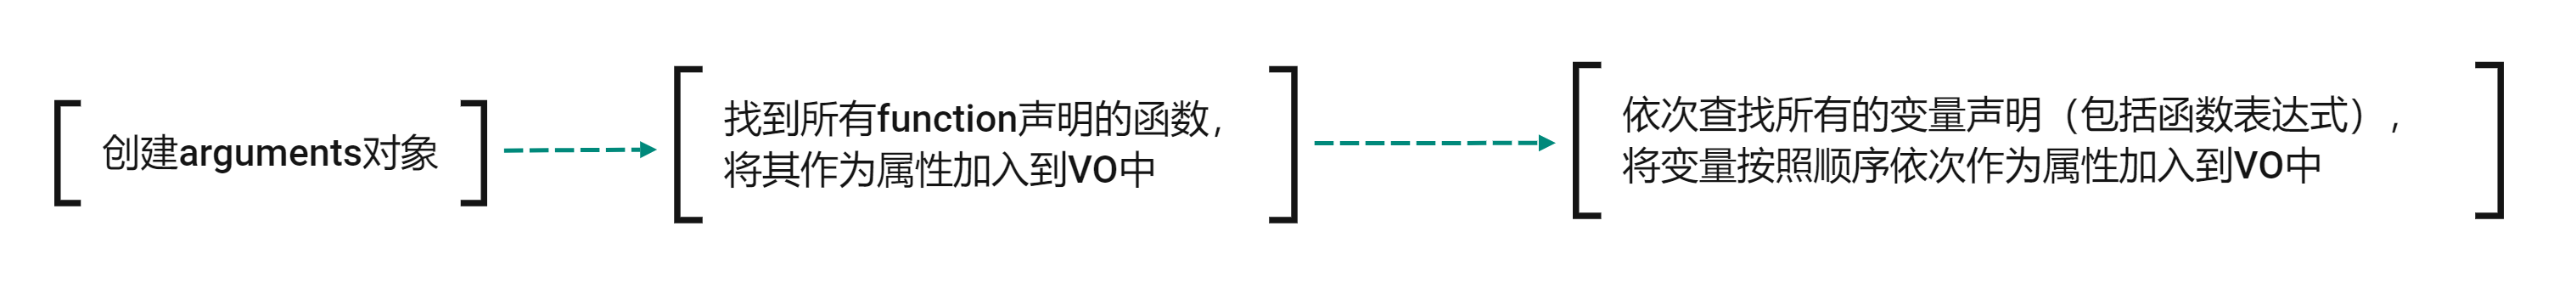 创建arguments对象
找到所有function声明的函数，
将其作为属性加入到VO中
依次查找所有的变量声明（包括函数表达式），
将变量按照顺序依次作为属性加入到VO中